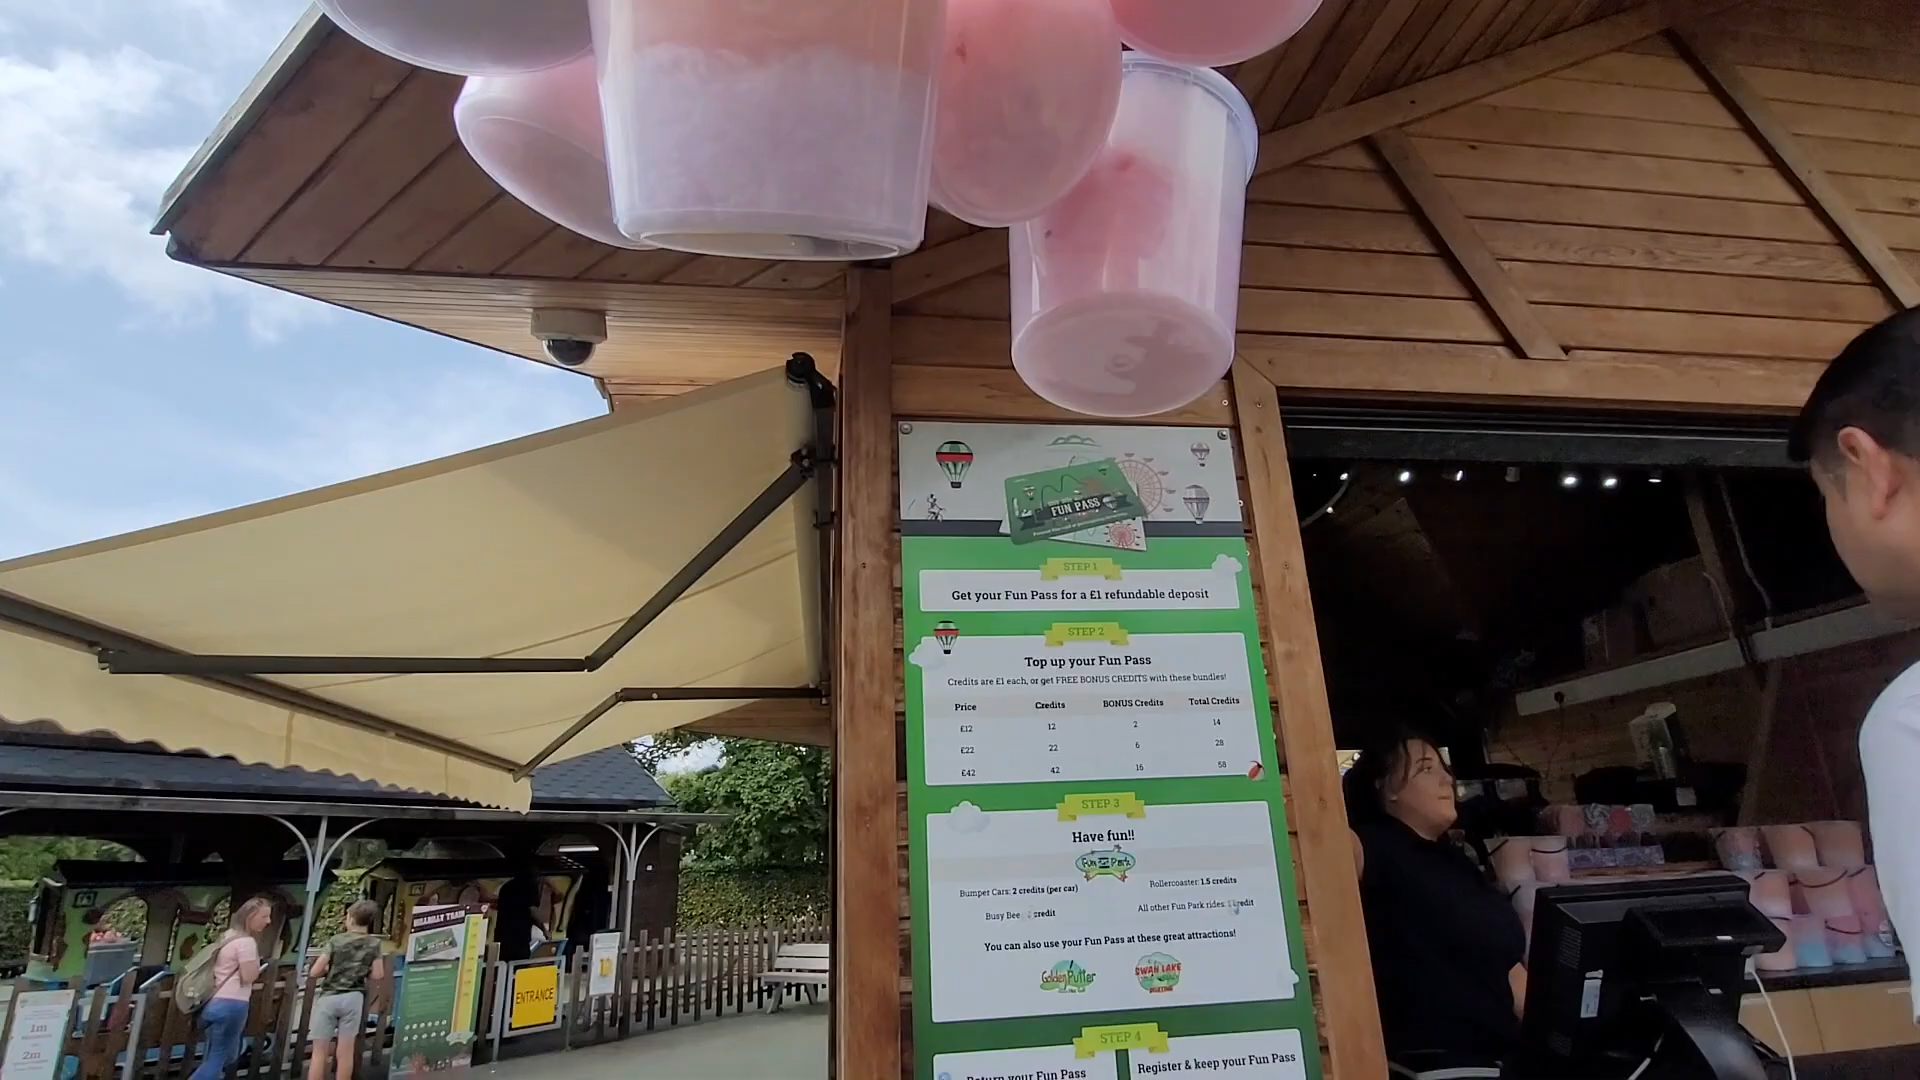 FUN PASS
STEP 1
Get your Fun Pass for a £1 refundable deposit
STEP 2
Top up your Fun Pass
Credits are £1 each, or get FREE BONUS CREDITS with these bundles!
Price Credits BONUS Credits Total Credits
£12 12 2 14
£22 22 6 28
£42 42 16 58
STEP 3
Have fun!!
Fun Park
Bumper Cars: 2 credits (per car) Rollercoaster: 1.5 credits
Busy Bee credit All other Fun Park rides: credit
You can also use your Fun Pass at these great attractions!
Golden Putter
SWAN LAKE
BOATING
STEP 4
Return your Fun Pass
Register & keep your Fun Pass
HILLBILLY TRAIN
ENTRANCE
1m
2m